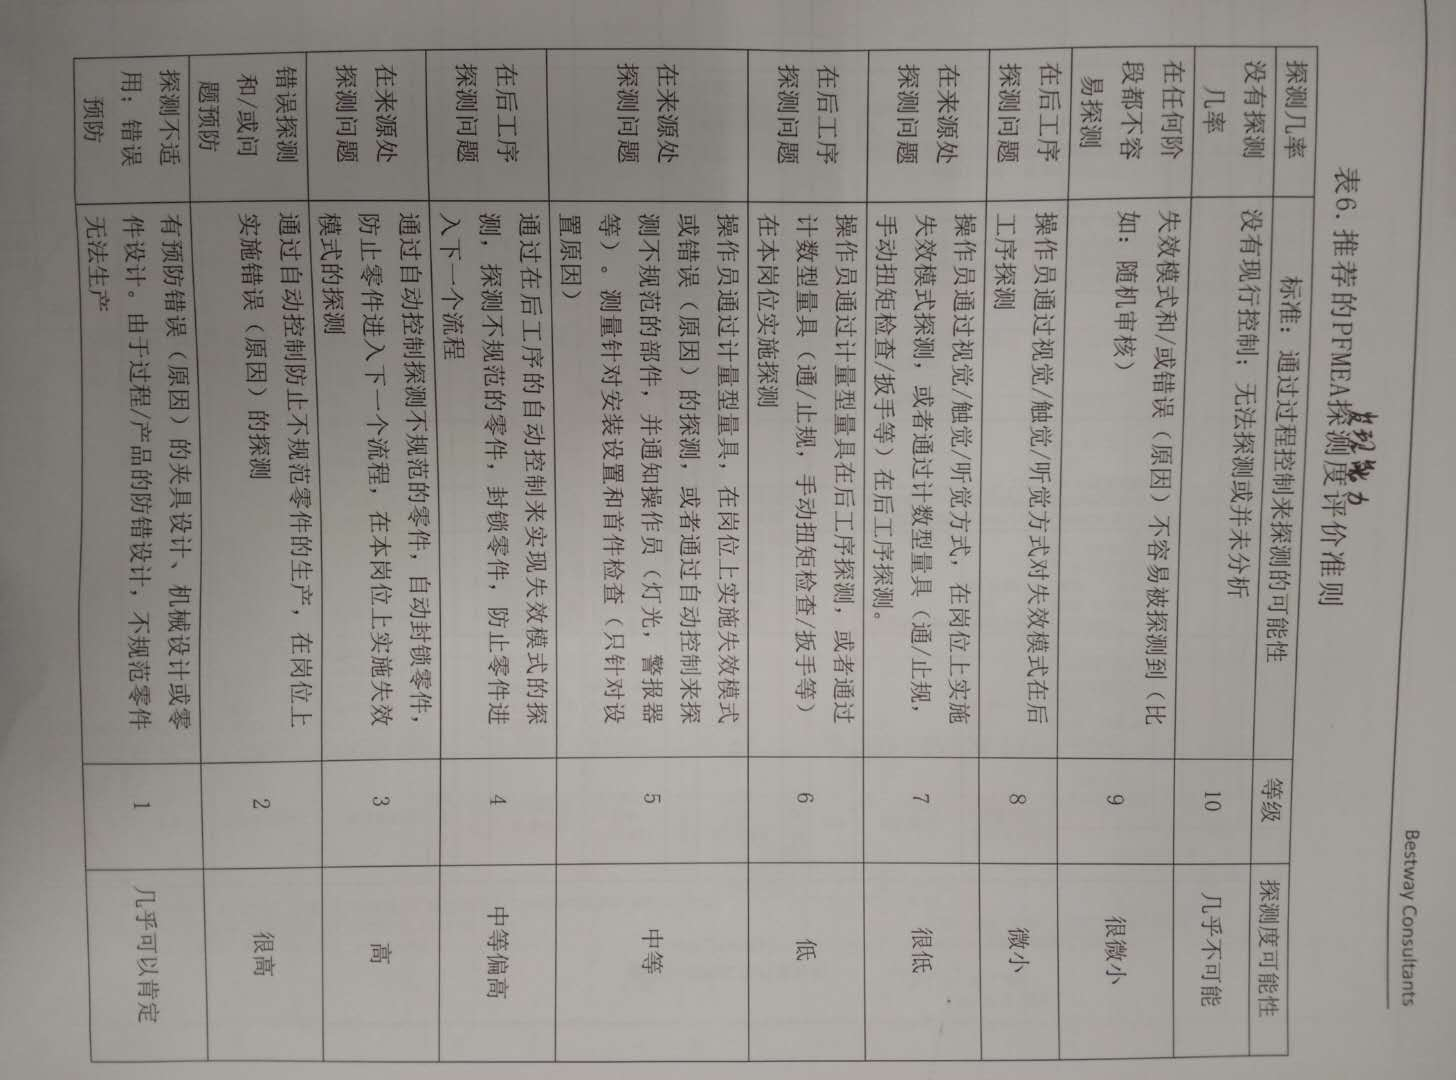 Bestway Consultants
发现能力
表6.推荐的PFMEA探测度评价准则
探测几率
标准：通过过程控制来探测的可能性
等级
探测度可能性
没有探测
几率
没有现行控制；无法探测或并未分析
10
几乎不可能
在任何阶
段都不容
易探测
失效模式和/或错误（原因）不容易被探测到（比
如：随机审核）
9
很微小
在后工序
探测问题
操作员通过视觉/触觉/听觉方式对失效模式在后
工序探测
8
微小
在来源处
探测问题
操作员通过视觉/触觉/听觉方式，在岗位上实施
失效模式探测，或者通过计数型量具（通/止规，
手动扭矩检查/扳手等）在后工序探测。
7
很低
在后工序
探测问题
操作员通过计量型量具在后工序探测，或者通过
计数型量具（通/止规，手动扭矩检查/扳手等）
在本岗位实施探测
6
低
在来源处
探测问题
操作员通过计量型量具，在岗位上实施失效模式
或错误（原因）的探测，或者通过自动控制来探
测不规范的部件，并通知操作员（灯光，警报器
等）。测量针对安装设置和首件检查（只针对设
置原因）
5
中等
在后工序
探测问题
通过在后工序的自动控制来实现失效模式的探
测，探测不规范的零件，封锁零件，防止零件进
入下一个流程
4
中等偏高
在来源处
探测问题
通过自动控制探测不规范的零件，自动封锁零件，
防止零件进入下一个流程，在本岗位上实施失效
模式的探测
3
高
错误探测
和/或问
题预防
通过自动控制防止不规范零件的生产，在岗位上
实施错误（原因）的探测
2
很高
探测不适
用；错误
预防
有预防错误（原因）的夹具设计、机械设计或零
件设计。由于过程/产品的防错设计，不规范零件
无法生产
1
几乎可以肯定